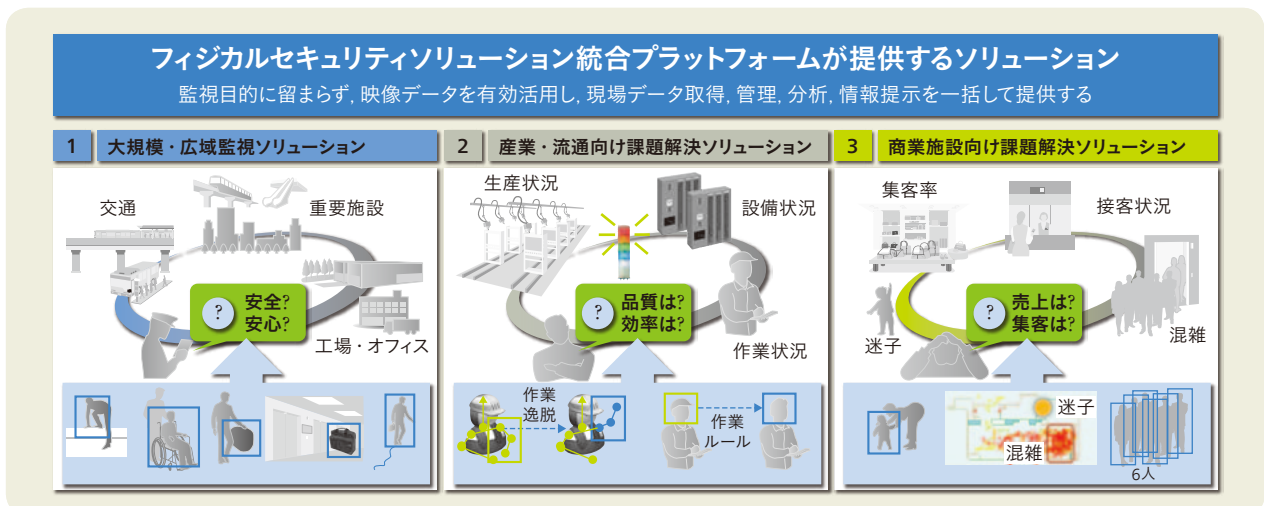 フィジカルセキュリティソリューション統合プラットフォームが提供するソリューション
監視目的に留まらず, 映像データを有効活用し, 現場データ取得, 管理, 分析, 情報提示を一括して提供する
1 大規模・広域監視ソリューション
交通
重要施設
?
安全?
安心?
工場・オフィス
2 産業・流通向け課題解決ソリューション
生産状況
設備状況
?
品質は?
効率は?
作業状況
作業
逸脱
作業
ルール
3 商業施設向け課題解決ソリューション
集客率
接客状況
?
売上は?
集客は?
迷子
混雑
迷子
混雑
6人